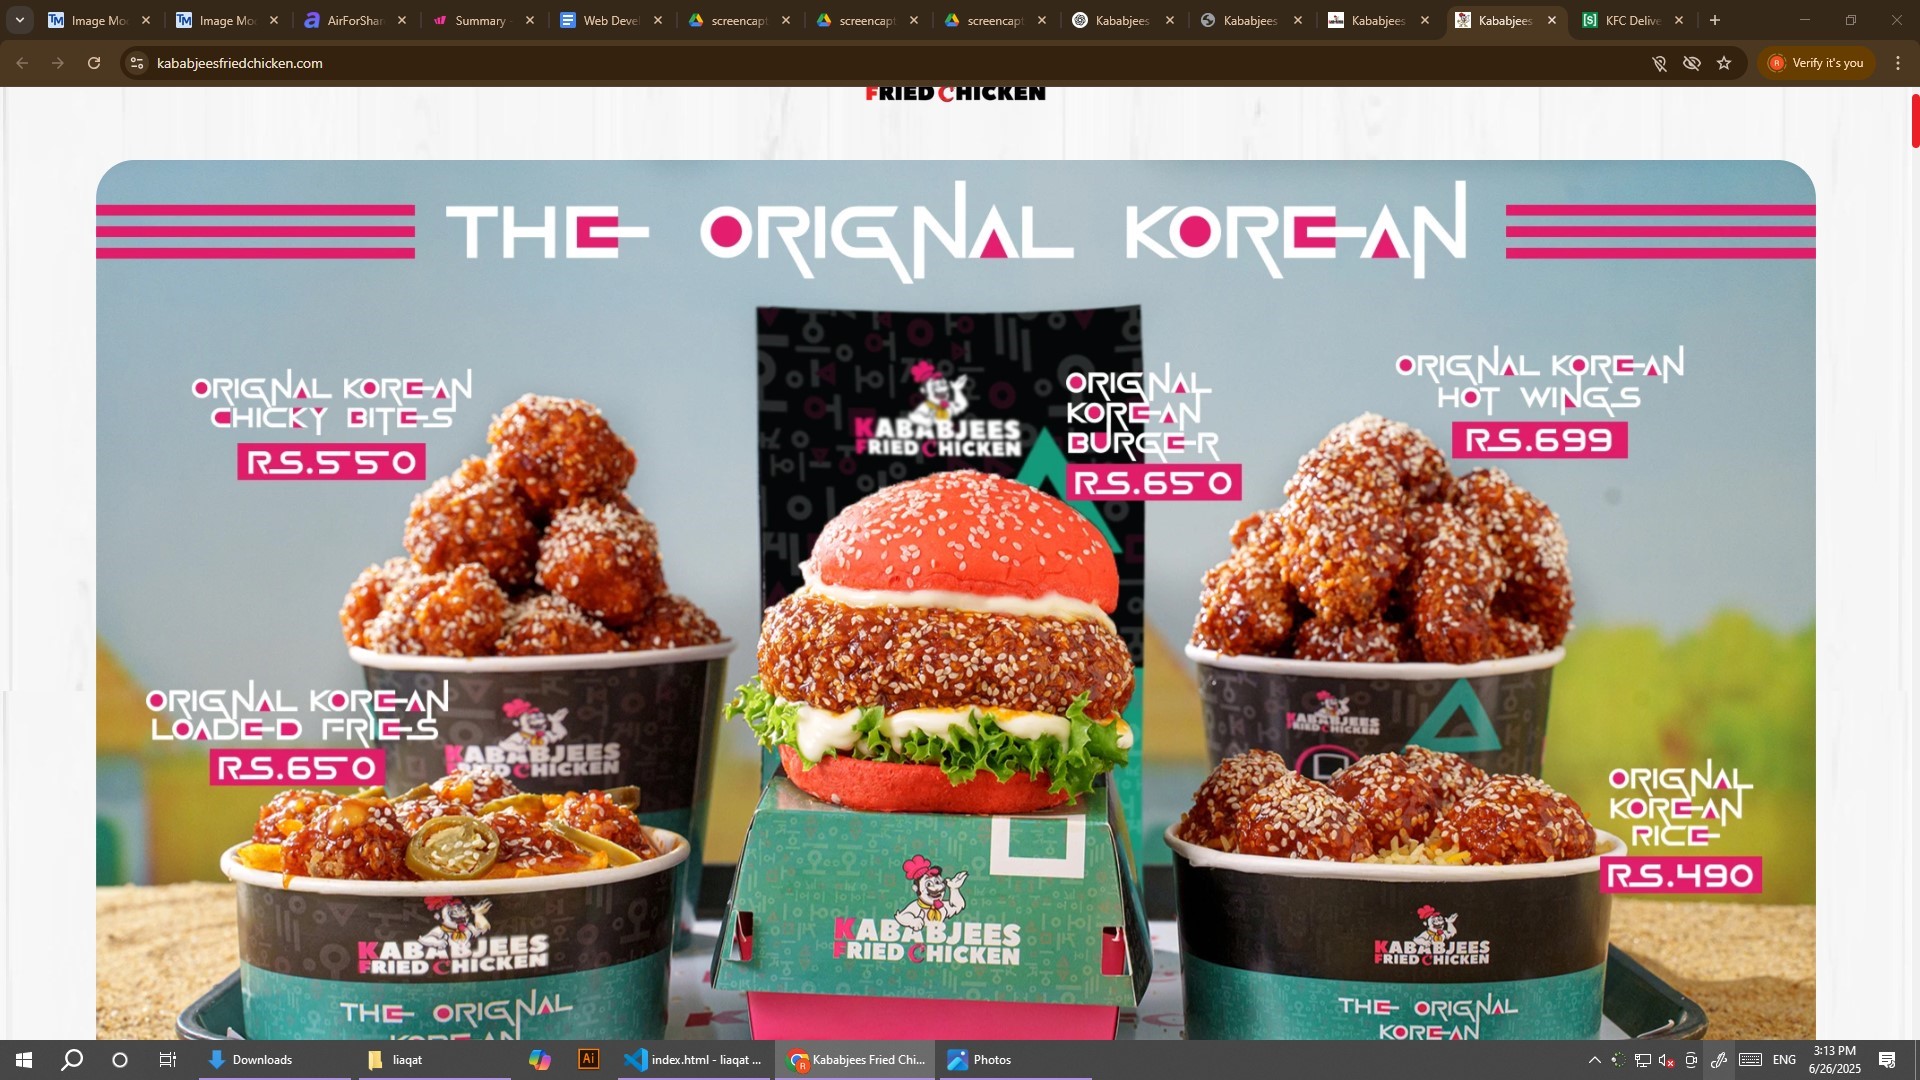 Image Mo
Image Mo
AirForShar
Summary
Web Devel
screencapt
screencapt
screencapt
Kababjees
Kababjees
Kababjees
Kababjees
KFC Delive
kababjeesfriedchicken.com
Verify it's you
FRIED CHICKEN
THE ORIGNAL KOREAN
ORIGNAL KOREAN
CHICKY BITES
RS.550
KABABJEES
FRIED CHICKEN
ORIGNAL
KOREAN
BURGER
RS.650
ORIGNAL KOREAN
HOT WINGS
RS.699
ORIGNAL KOREAN
LOADED FRIES
RS.650
KABABJEES
FRIED CHICKEN
KABABJEES
FRIED CHICKEN
ORIGNAL
KOREAN
RICE
RS.490
KABABJEES
FRIED CHICKEN
KABABJEES
FRIED CHICKEN
KABABJEES
FRIED CHICKEN
THE ORIGNAL
KOREAN
THE ORIGNAL
KOREAN
Downloads
liaqat
Ai
index.html - liaqat ...
Kababjees Fried Chi...
Photos
ENG
3:13 PM
6/26/2025